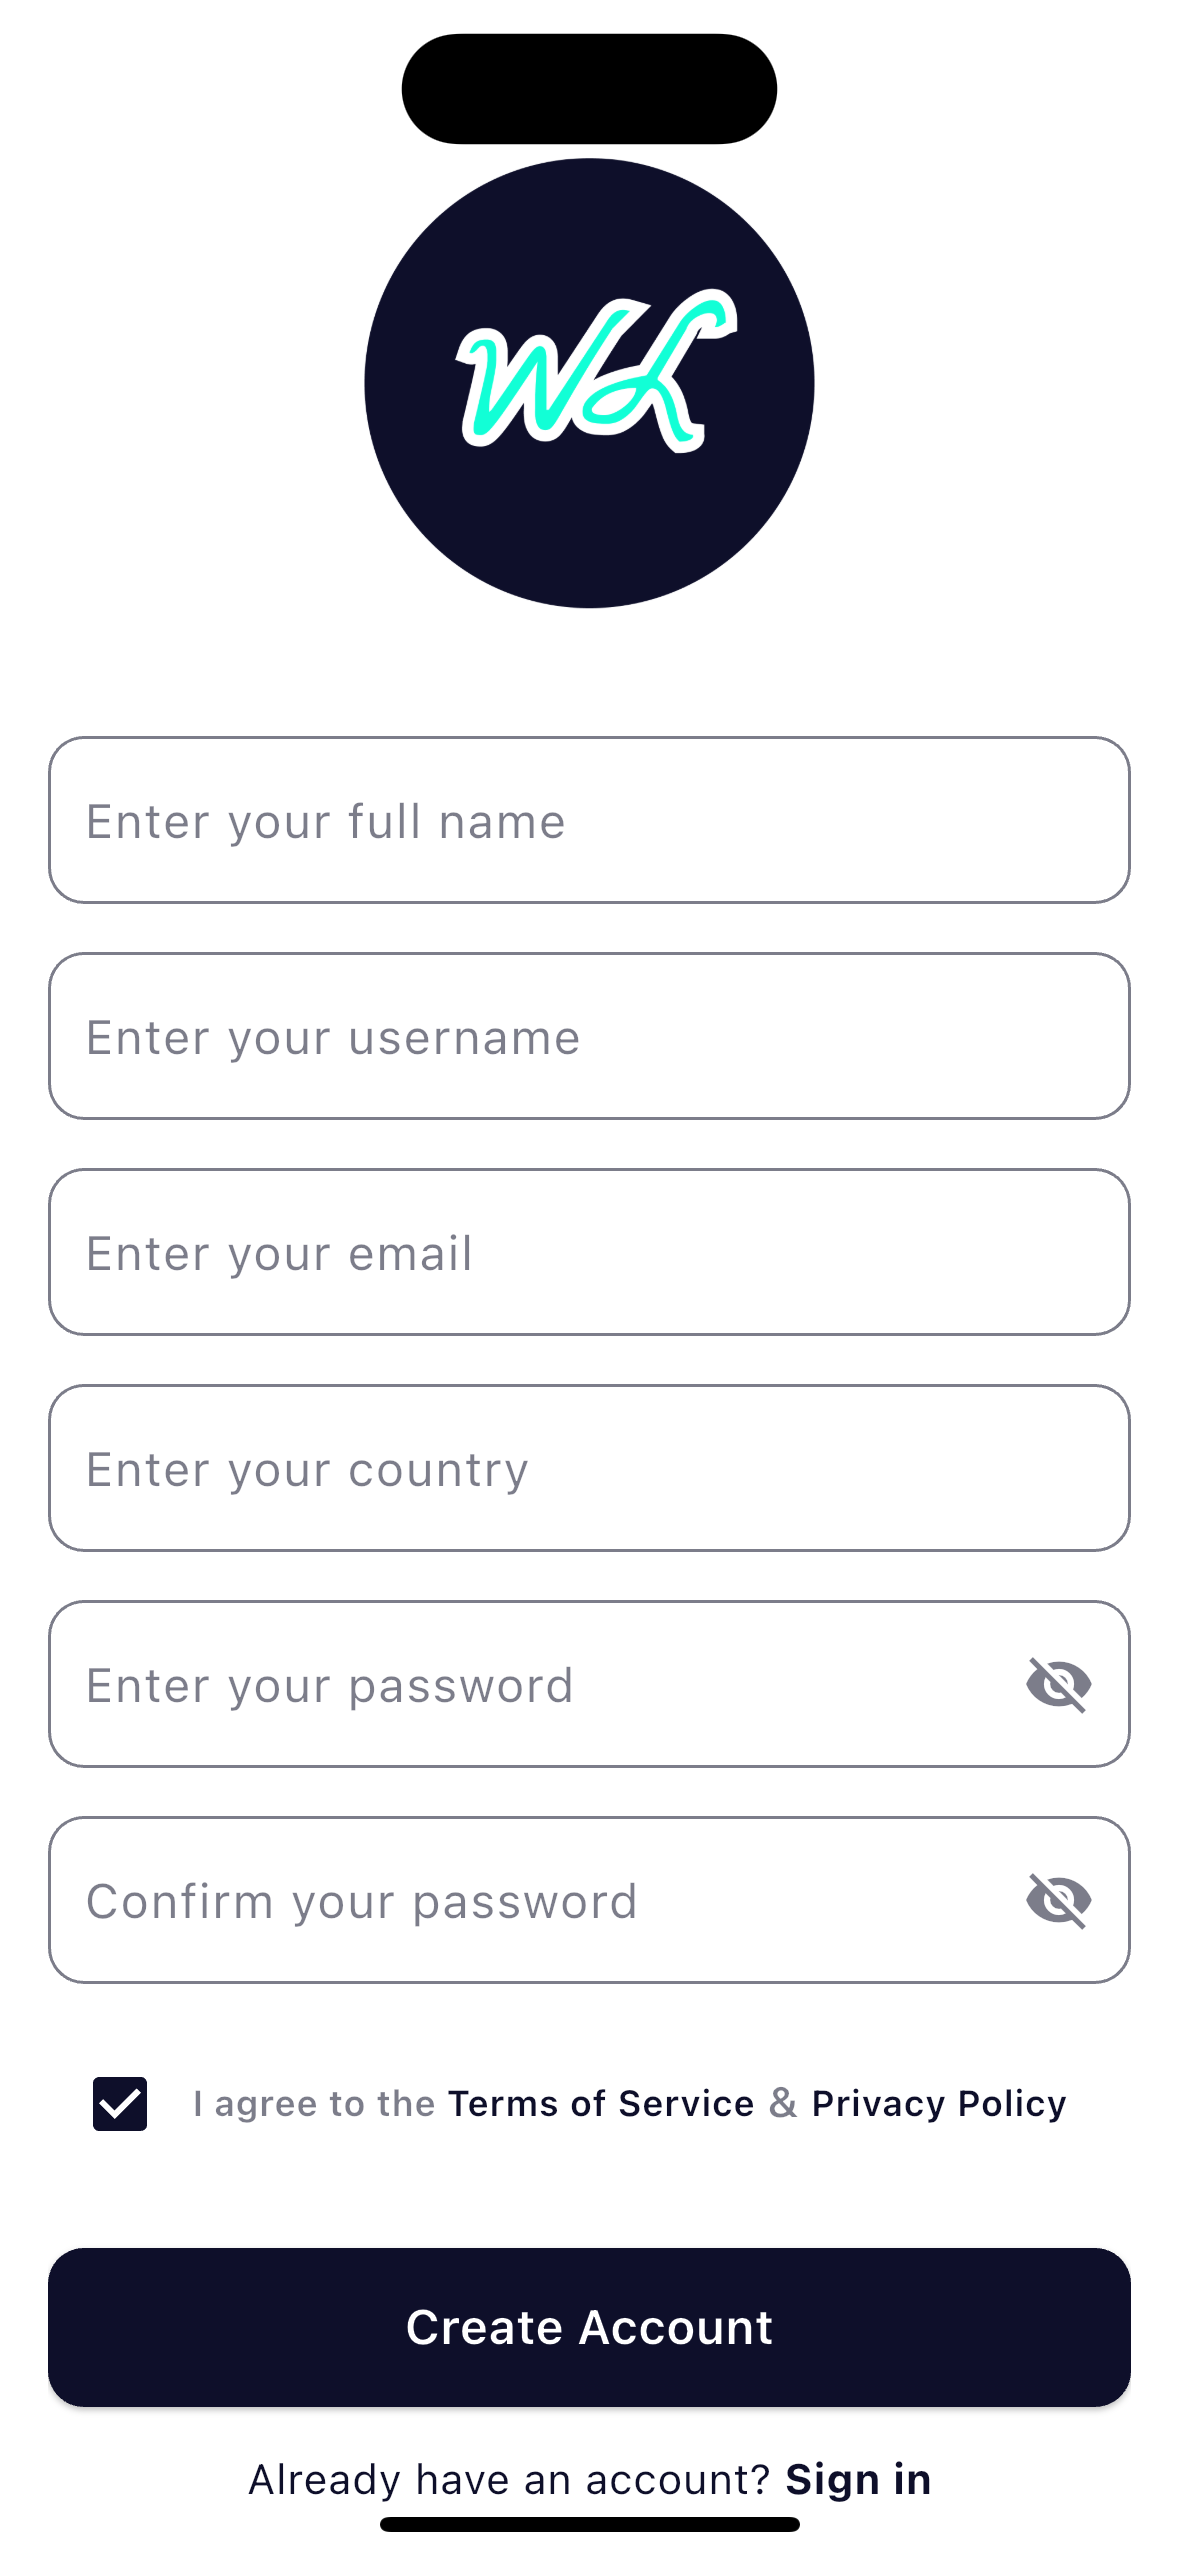 Enter your full name
Enter your username
Enter your email
Enter your country
Enter your password
Confirm your password
I agree to the Terms of Service & Privacy Policy
Create Account
Already have an account? Sign in